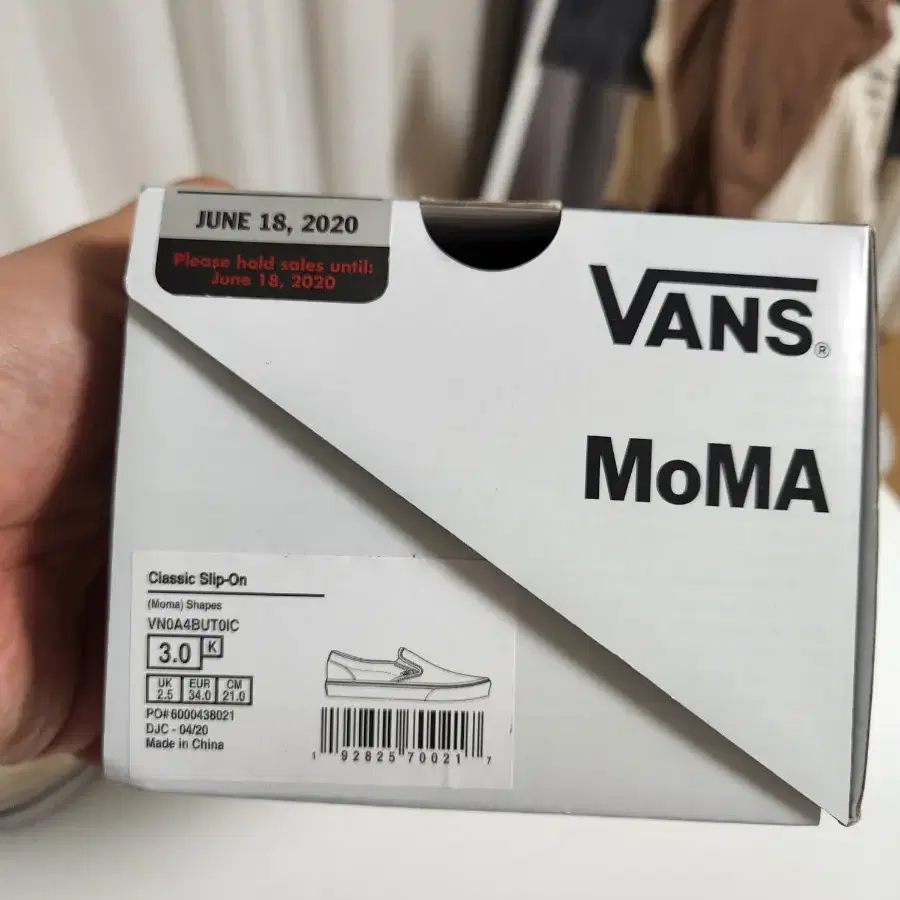 JUNE 18, 2020
Please hold sales until:
June 18, 2020
VANS®
MoMA
Classic Slip-On
(Moma) Shapes
VN0A4BUT0IC
3.0 K
UK EUR CM
2.5 34.0 21.0
PO# 6000438021
DJC - 04/20
Made in China
1 92825 70021 7